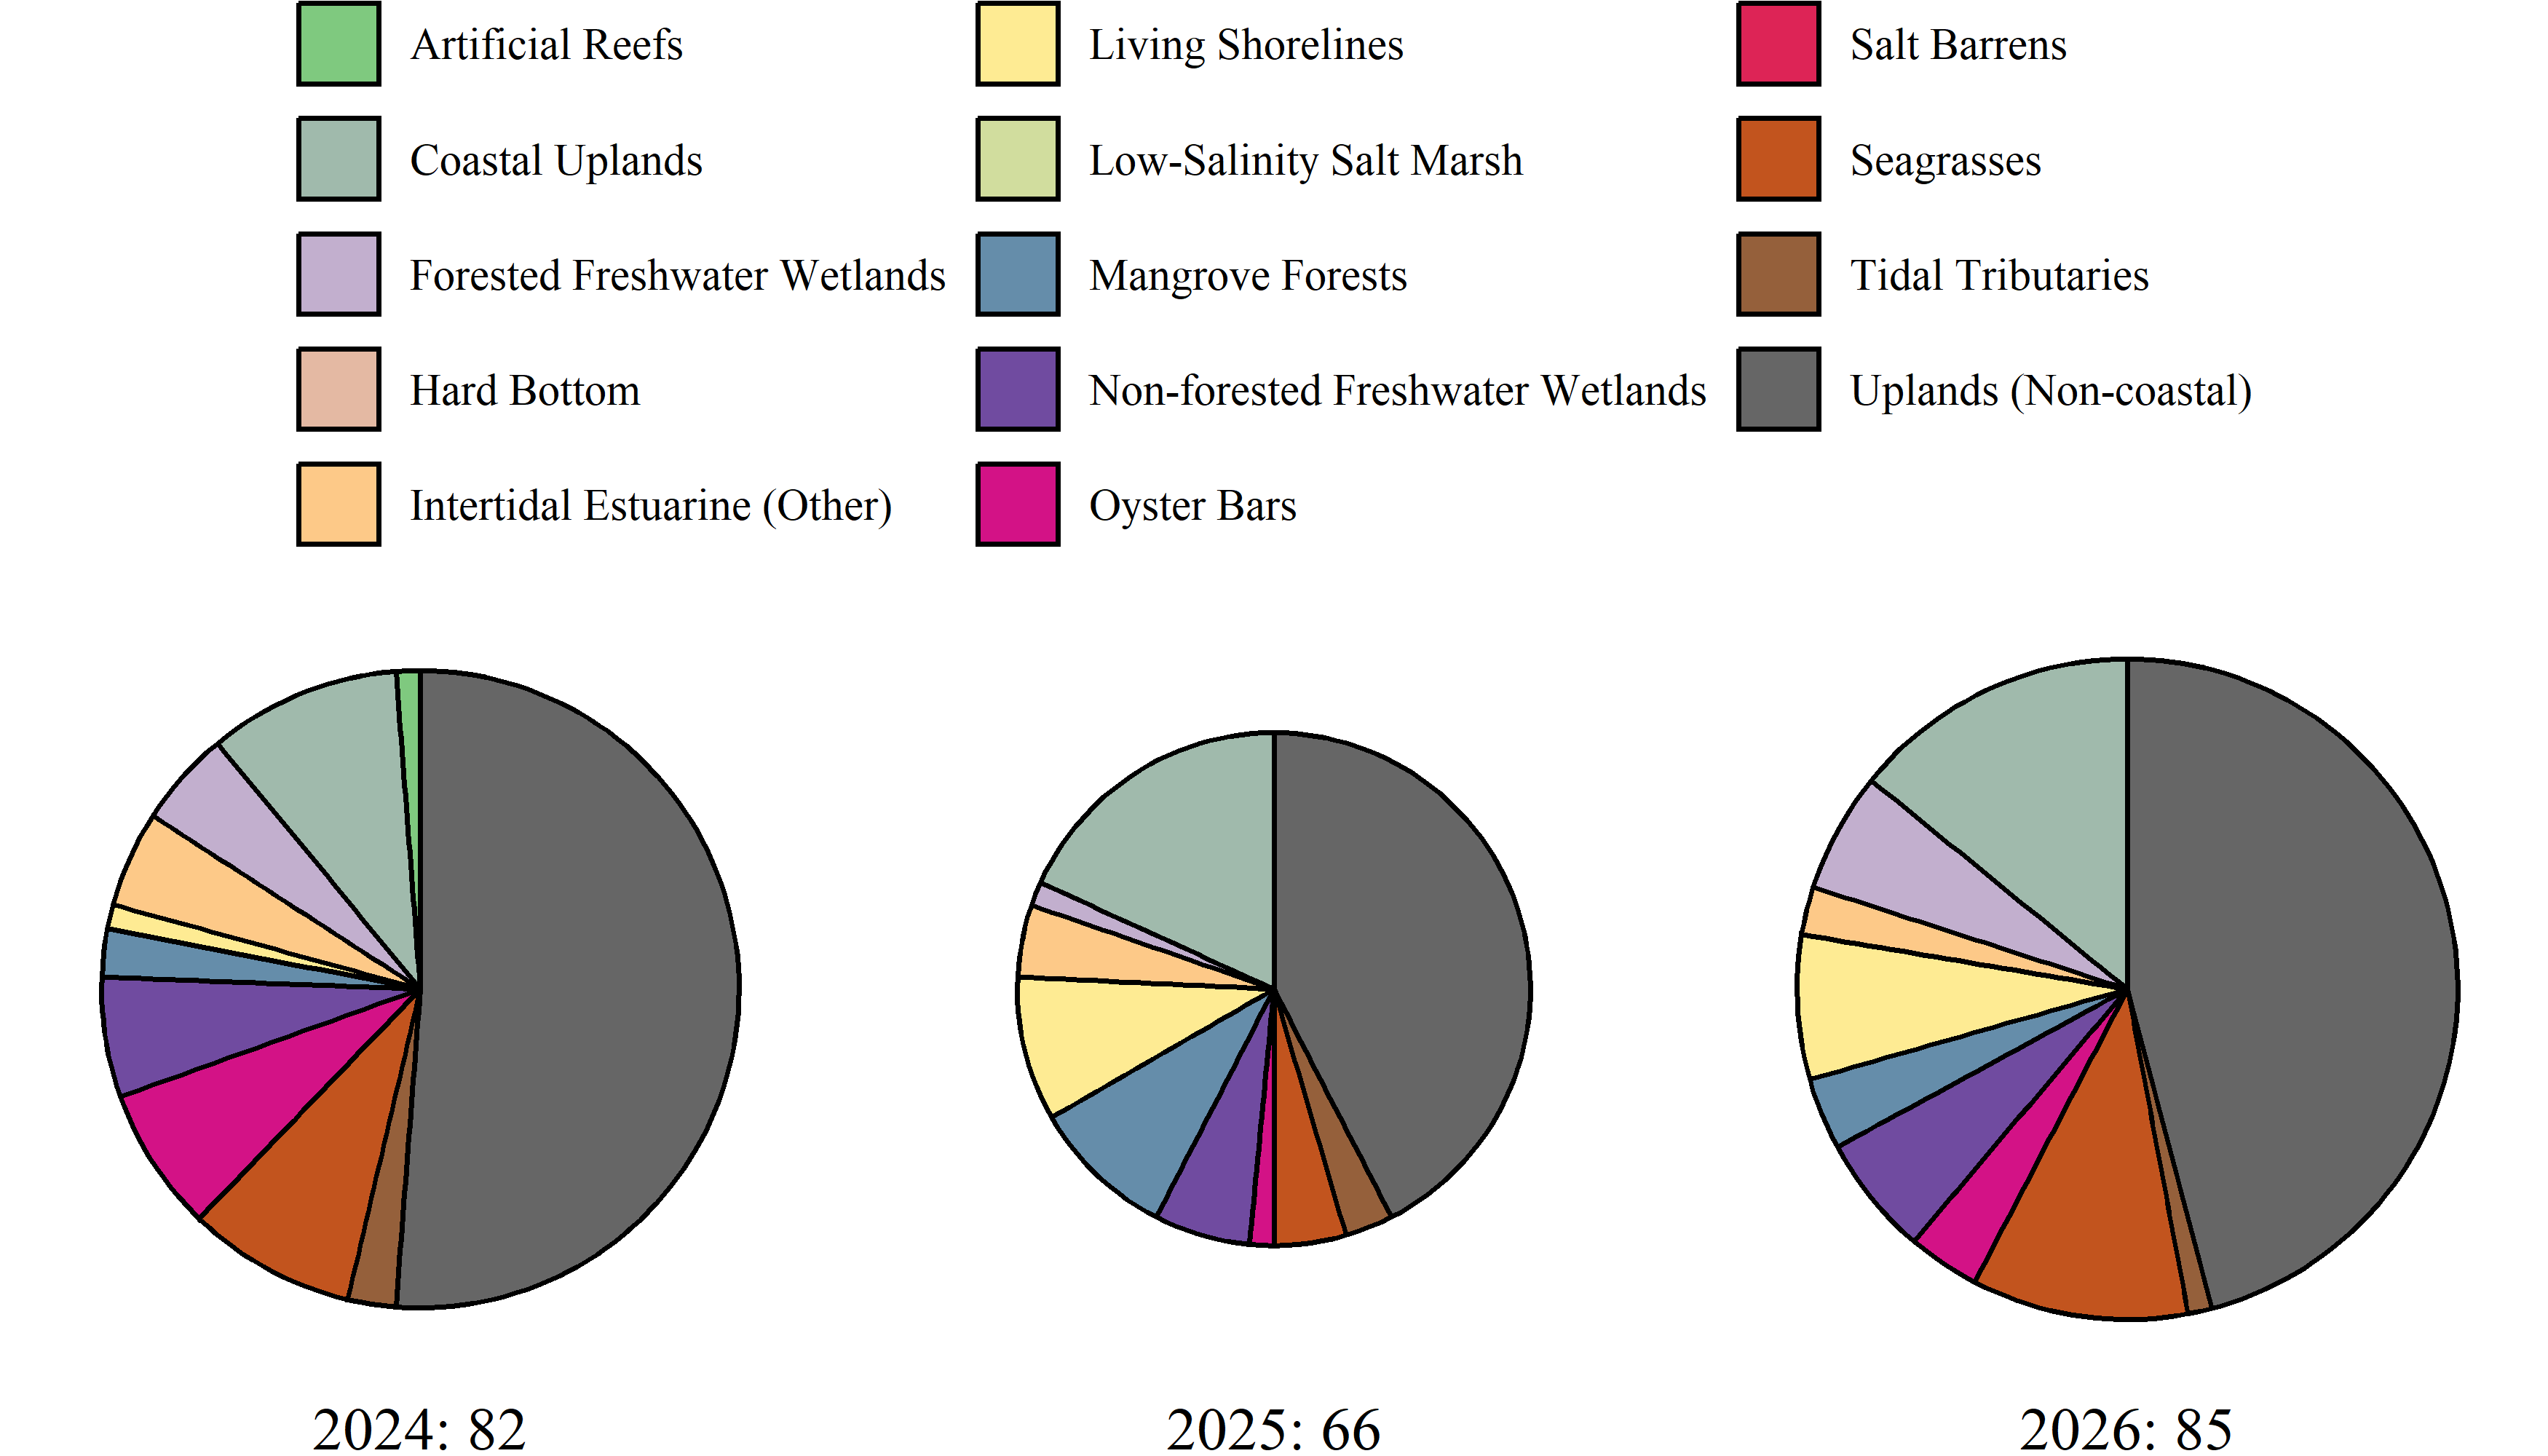 Artificial Reefs
Coastal Uplands
Forested Freshwater Wetlands
Hard Bottom
Intertidal Estuarine (Other)
Living Shorelines
Low-Salinity Salt Marsh
Mangrove Forests
Non-forested Freshwater Wetlands
Oyster Bars
Salt Barrens
Seagrasses
Tidal Tributaries
Uplands (Non-coastal)
2024: 82
2025: 66
2026: 85